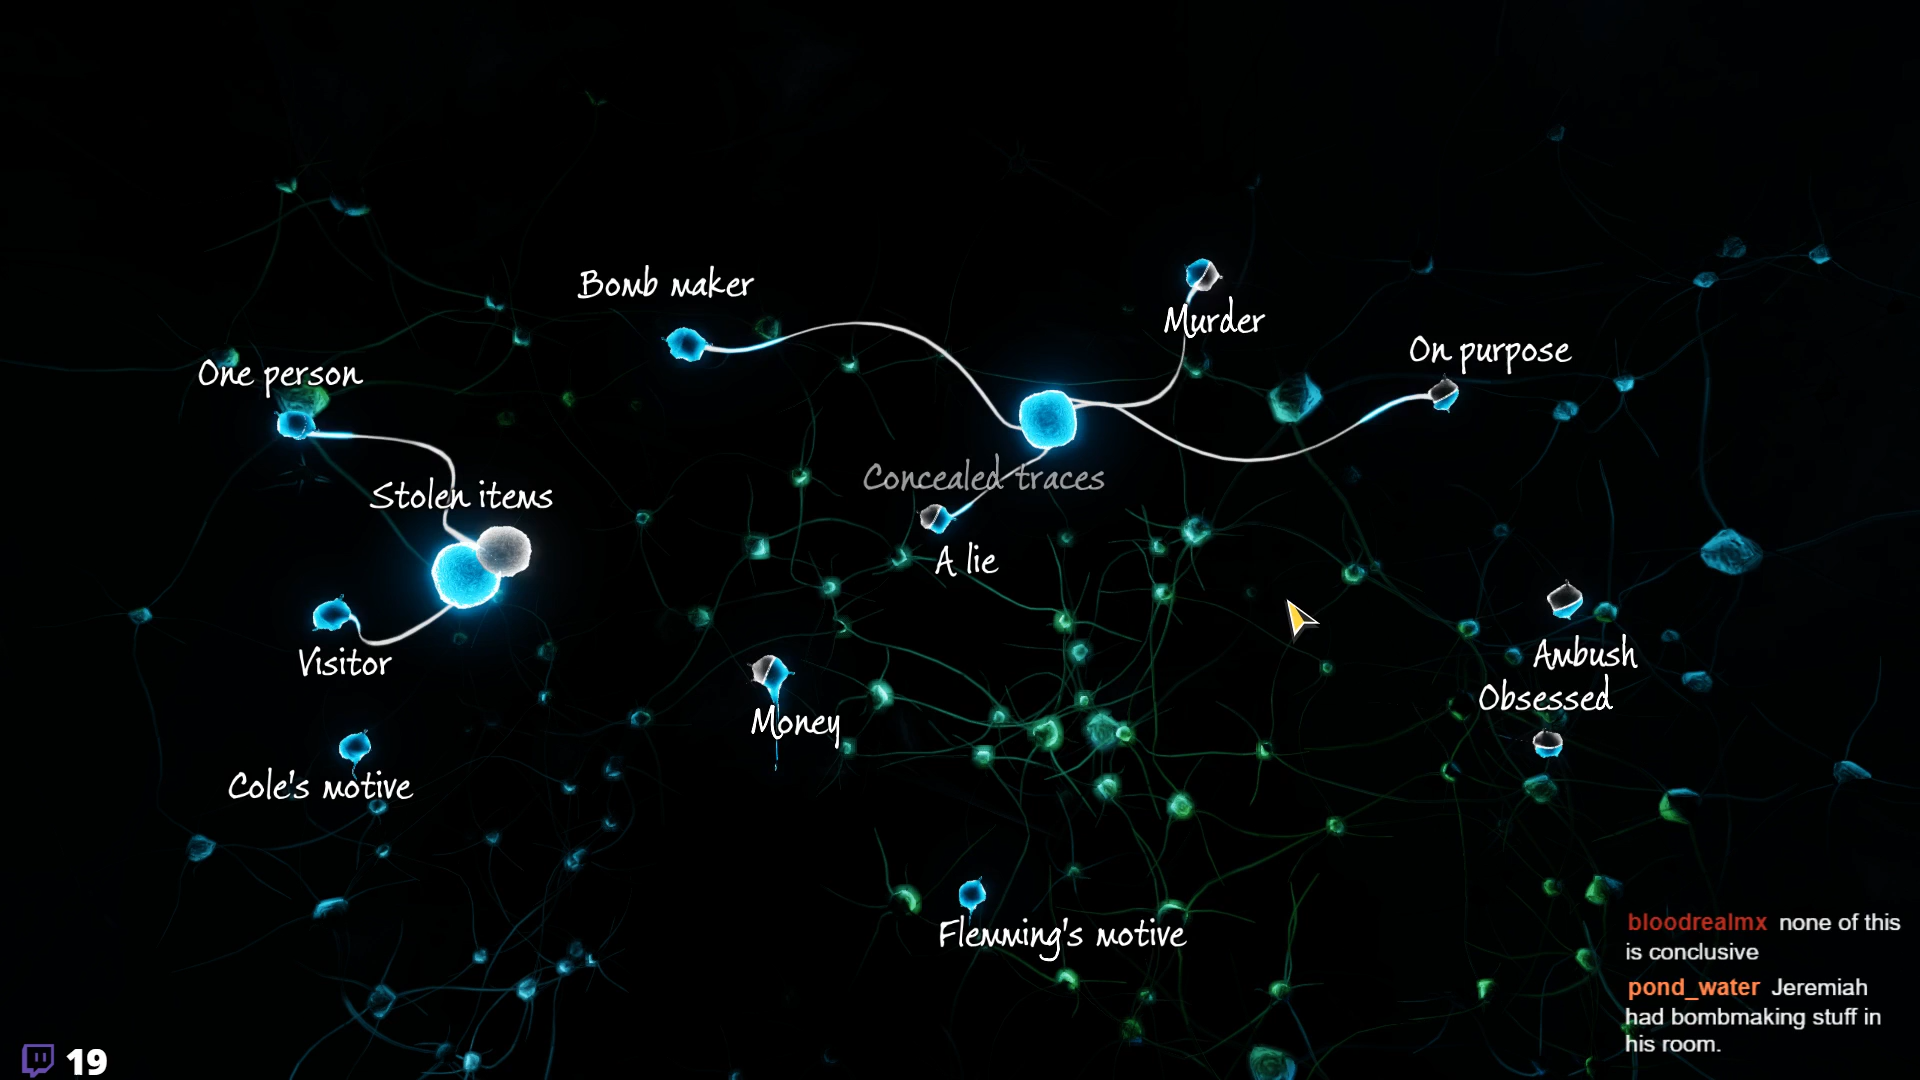 Bomb maker
Murder
On purpose
One person
Concealed traces
Stolen items
A lie
Visitor
Ambush
Obsessed
Money
Cole's motive
Flemming's motive
bloodrealmx none of this
is conclusive
pond_water Jeremiah
had bombmaking stuff in
his room.
19